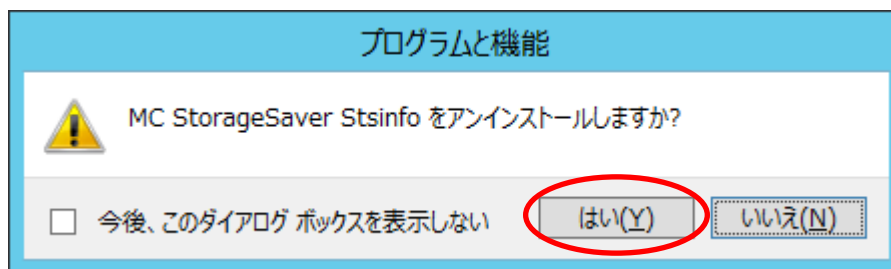 プログラムと機能
MC StorageSaver Stsinfo をアンインストールしますか?
今後、このダイアログ ボックスを表示しない
はい(Y)
いいえ(N)